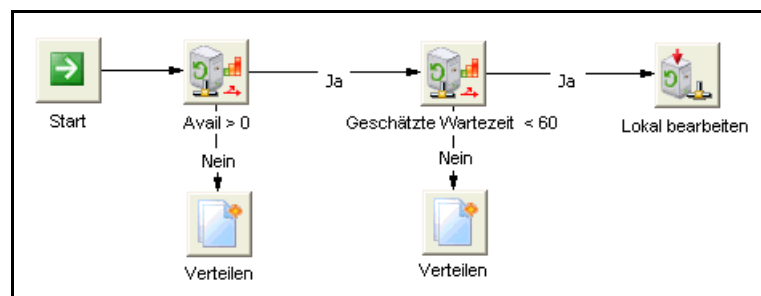 Ja
Ja
Start
Avail > 0
Geschätzte Wartezeit < 60
Lokal bearbeiten
Nein
Nein
Verteilen
Verteilen